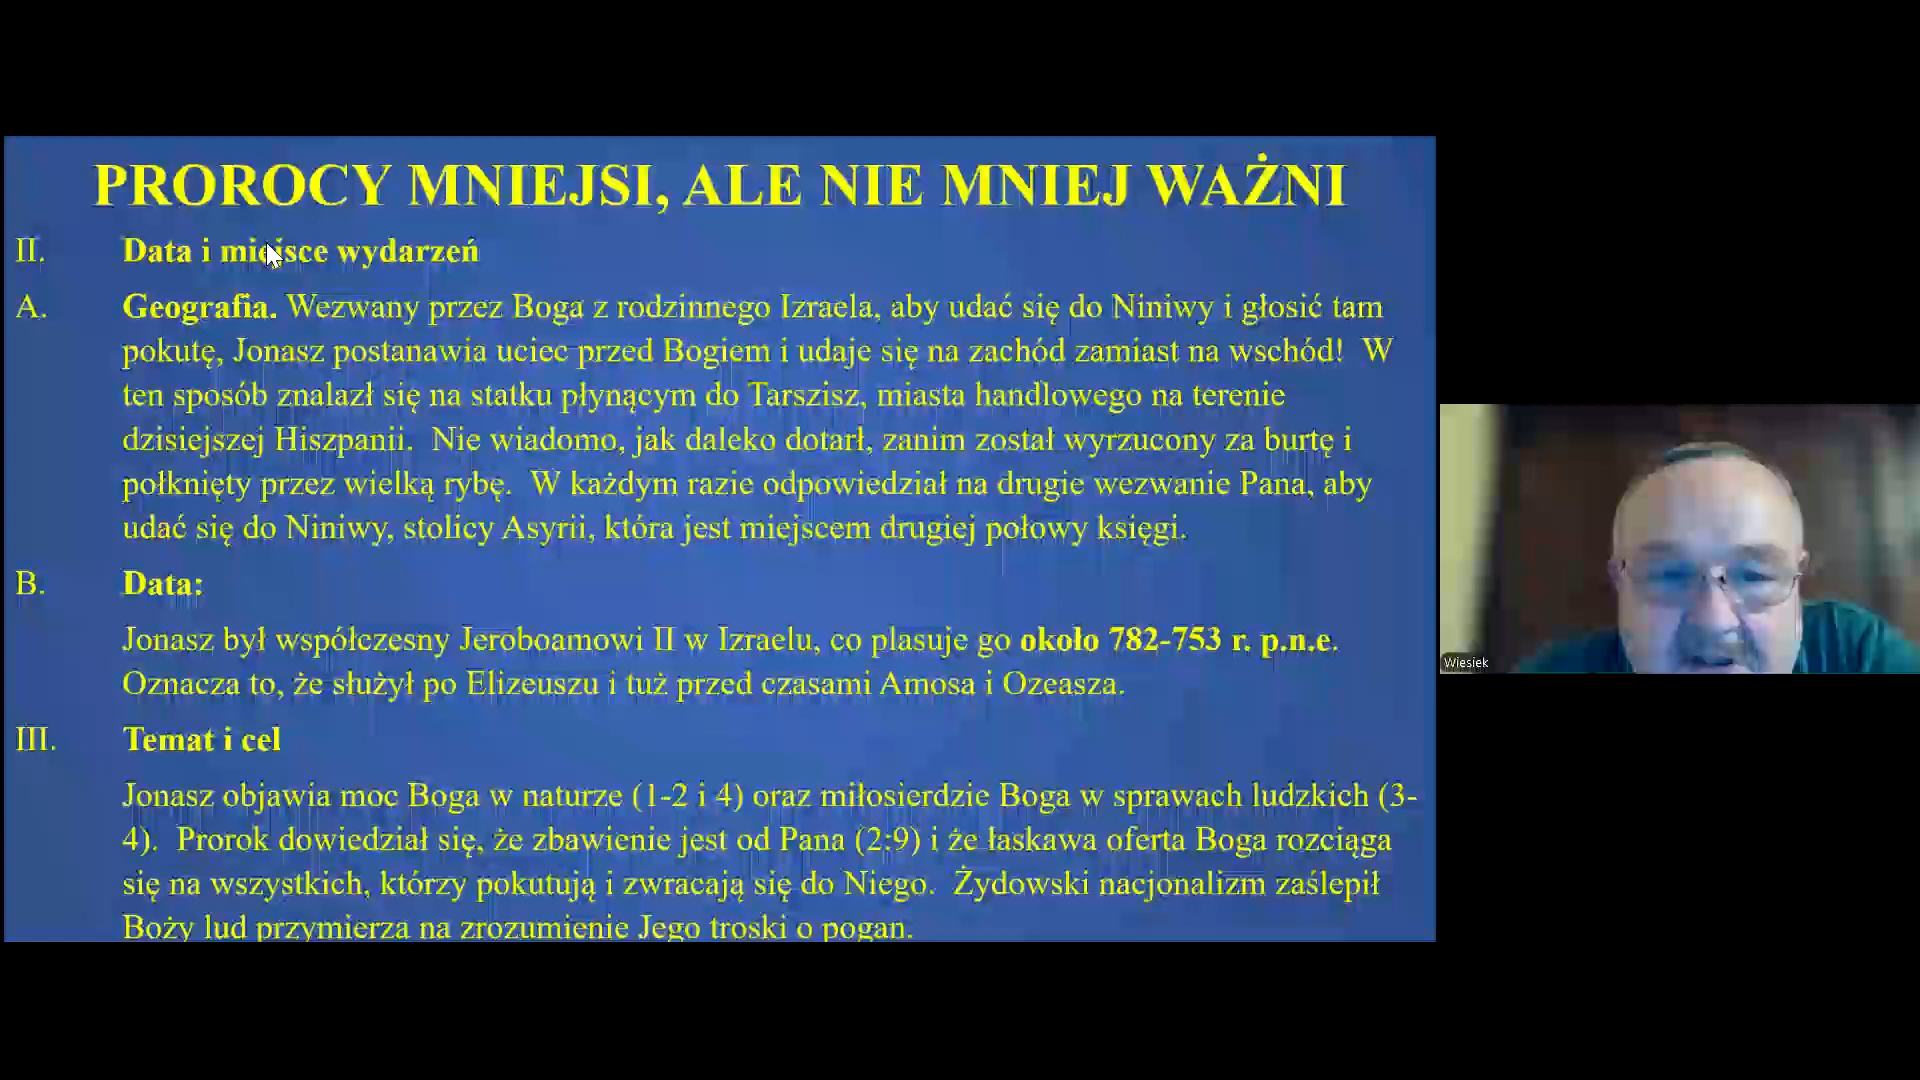 PROROCY MNIEJSI, ALE NIE MNIEJ WAŻNI
II. Data i miejsce wydarzeń
A. Geografia. Wezwany przez Boga z rodzinnego Izraela, aby udać się do Niniwy i głosić tam
pokutę, Jonasz postanawia uciec przed Bogiem i udaje się na zachód zamiast na wschód! W
ten sposób znalazł się na statku płynącym do Tarszisz, miasta handlowego na terenie
dzisiejszej Hiszpanii. Nie wiadomo, jak daleko dotarł, zanim został wyrzucony za burtę i
połknięty przez wielką rybę. W każdym razie odpowiedział na drugie wezwanie Pana, aby
udać się do Niniwy, stolicy Asyrii, która jest miejscem drugiej połowy księgi.
B. Data:
Jonasz był współczesny Jeroboamowi II w Izraelu, co plasuje go około 782-753 r. p.n.e.
Oznacza to, że służył po Elizeuszu i tuż przed czasami Amosa i Ozeasza.
III. Temat i cel
Jonasz objawia moc Boga w naturze (1-2 i 4) oraz miłosierdzie Boga w sprawach ludzkich (3-
4). Prorok dowiedział się, że zbawienie jest od Pana (2:9) i że łaskawa oferta Boga rozciąga
się na wszystkich, którzy pokutują i zwracają się do Niego. Żydowski nacjonalizm zaślepił
Boży lud przymierza na zrozumienie Jego troski o pogan.
Wiesiek